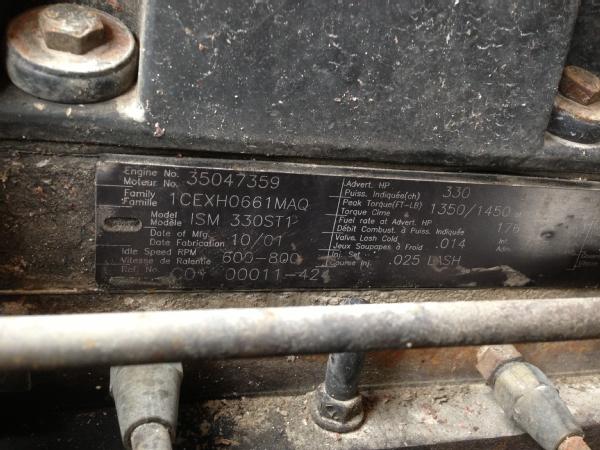 Engine No.
Moteur No. 35047359
Family
Famille 1CEXH0661MAQ
Model
Modèle ISM 330ST1
Date of Mfg.
Date Fabrication 10/01
Idle Speed RPM
Vitesse de Ralentie 600-800
Ref. No. 00011-42
Advert. HP
Puiss. Indiquée(ch) 330
Peak Torque(FT-LB)
Torque Cime 1350/1450
Fuel rate at Advert. HP
Débit Combust. à Puiss. Indiquée
Valve Lash Cold
Jeux Soupapes à Froid .014
Inj. Set
Course Inj. .025 LASH